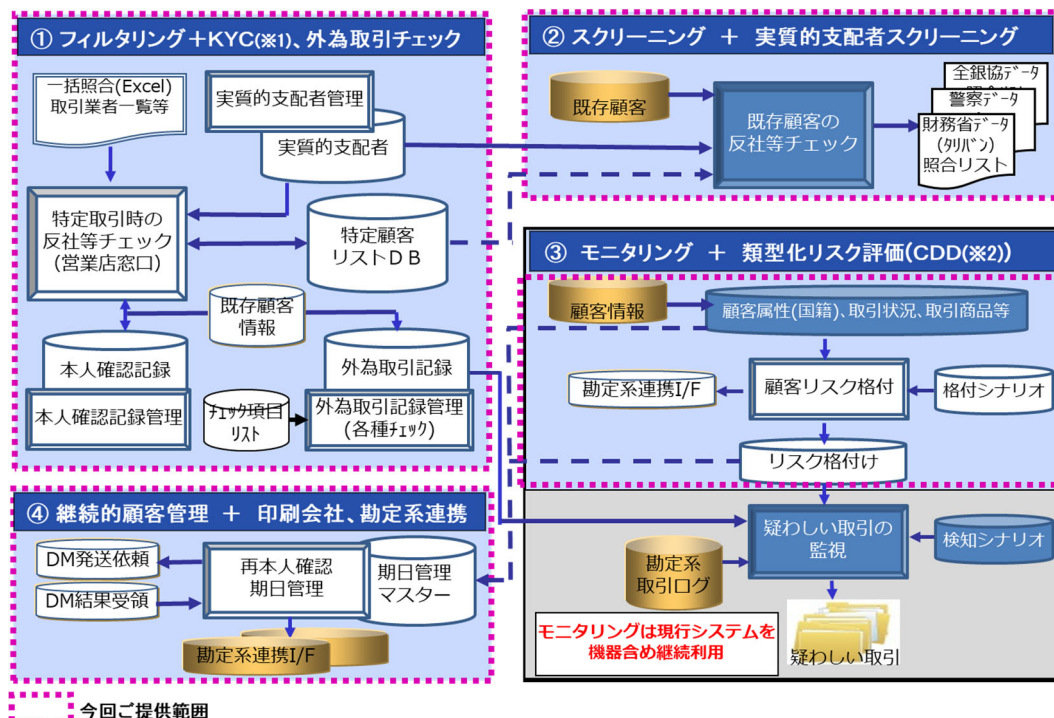 ① フィルタリング+KYC(※1)、外為取引チェック
一括照合(Excel)
取引業者一覧等
実質的支配者管理
実質的支配者
特定取引時の
反社等チェック
(営業店窓口)
特定顧客
リストDB
既存顧客
情報
本人確認記録
本人確認記録管理
外為取引記録
ﾁｪｯｸ項目
ﾘｽﾄ
外為取引記録管理
(各種ﾁｪｯｸ)
② スクリーニング + 実質的支配者スクリーニング
既存顧客
既存顧客の
反社等チェック
全銀協ﾃﾞｰﾀ
警察ﾃﾞｰﾀ
財務省ﾃﾞｰﾀ
(ﾀﾘﾊﾞﾝ)
照合リスト
③ モニタリング + 類型化リスク評価(CDD(※2))
顧客情報
顧客属性(国籍)、取引状況、取引商品等
勘定系連携I/F
顧客リスク格付
格付シナリオ
リスク格付け
疑わしい取引の
監視
検知シナリオ
勘定系
取引ログ
モニタリングは現行システムを
機器含め継続利用
疑わしい取引
④ 継続的顧客管理 + 印刷会社、勘定系連携
DM発送依頼
DM結果受領
再本人確認
期日管理
期日管理
マスター
勘定系連携I/F
今回ご提供範囲